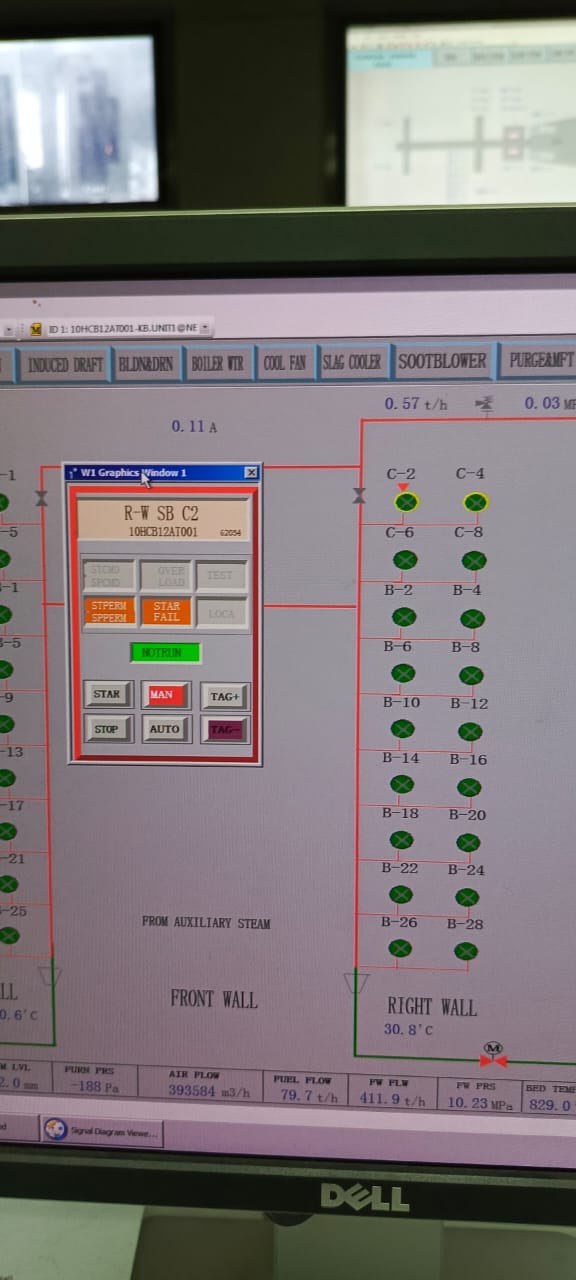 ID 1: 10HCB12AT001-KB.UNIT1@NE
INDUCED DRAFT BLDN&DRN BOILER WTR COOL FAN SLAG COOLER SOOTBLOWER PURGE&MFT
0.57 t/h 0.03
0.11 A
W1 Graphics Window 1
R-W SB C2
10HCB12AT001 G2054
STCMD SPCMD OVER LOAD TEST
STPERM SPPERM STAR FAIL LOCA
NOTRUN
STAR MAN TAG+
STOP AUTO TAG-
-1
-5
-1
-5
-9
-13
-17
-21
-25
C-2 C-4
C-6 C-8
B-2 B-4
B-6 B-8
B-10 B-12
B-14 B-16
B-18 B-20
B-22 B-24
B-26 B-28
FROM AUXILIARY STEAM
FRONT WALL
RIGHT WALL
30.8'C
0.6'C
M
LVL FURN PRS AIR FLOW FUEL FLOW FW FLW FW PRS BED TEMP
2.0 mm -188 Pa 393584 m3/h 79.7 t/h 411.9 t/h 10.23 MPa 829.0
Signal Diagram Viewe...
DELL